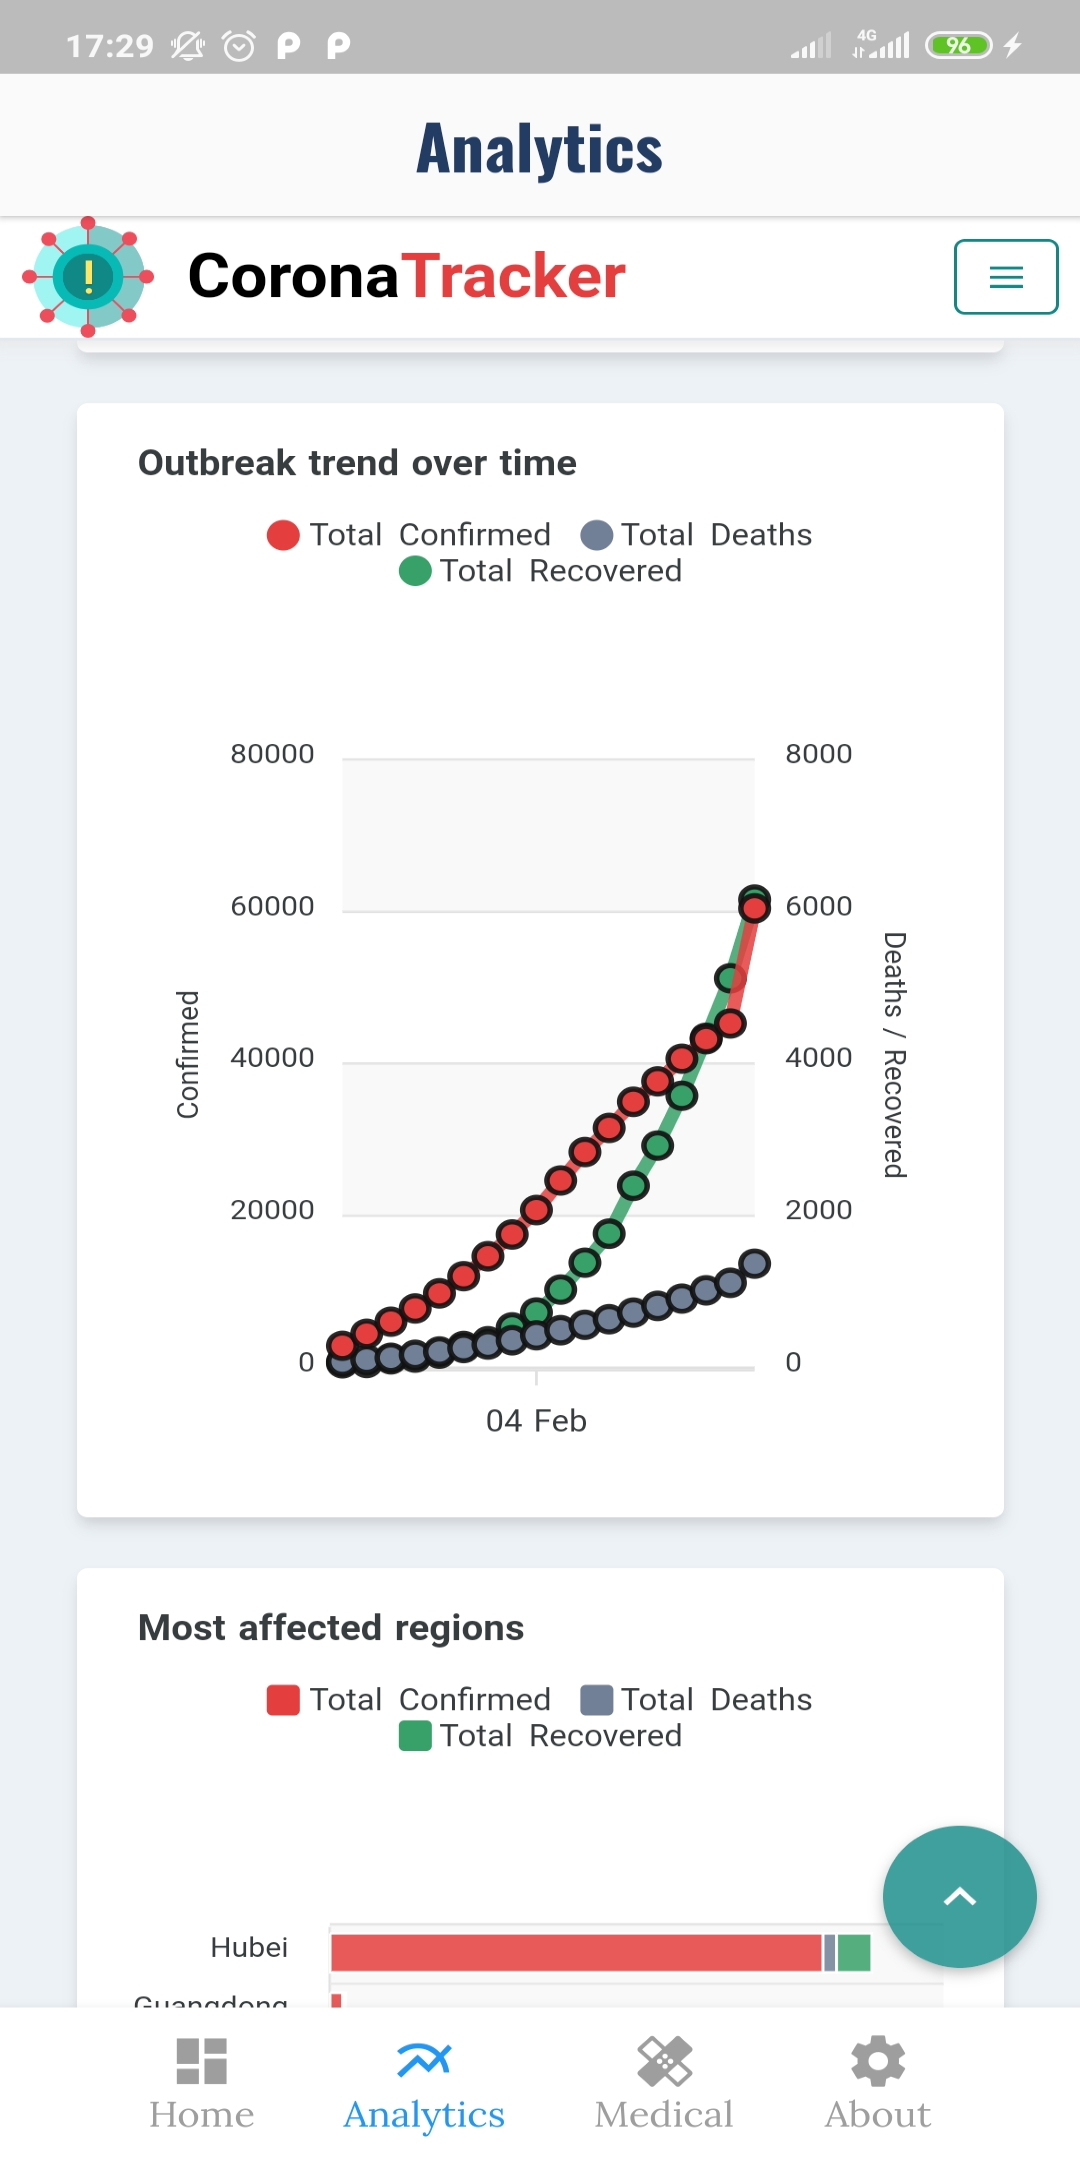 17:29 4G 96
Analytics
CoronaTracker
Outbreak trend over time
Total Confirmed Total Deaths
Total Recovered
80000 8000
60000 6000
40000 4000
20000 2000
0 0
Confirmed
Deaths / Recovered
04 Feb
Most affected regions
Total Confirmed Total Deaths
Total Recovered
Hubei
Guangdong
Home Analytics Medical About